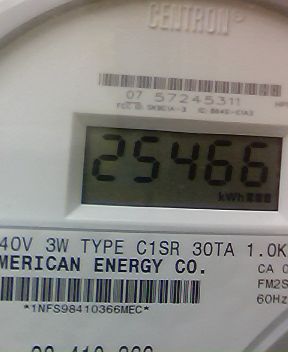 CENTRON®
07 57245311
25466
kWh
40V 3W TYPE C1SR 30TA 1.0K
MERICAN ENERGY CO.
CA 0
FM2S
60Hz
*1NFS98410366MEC*